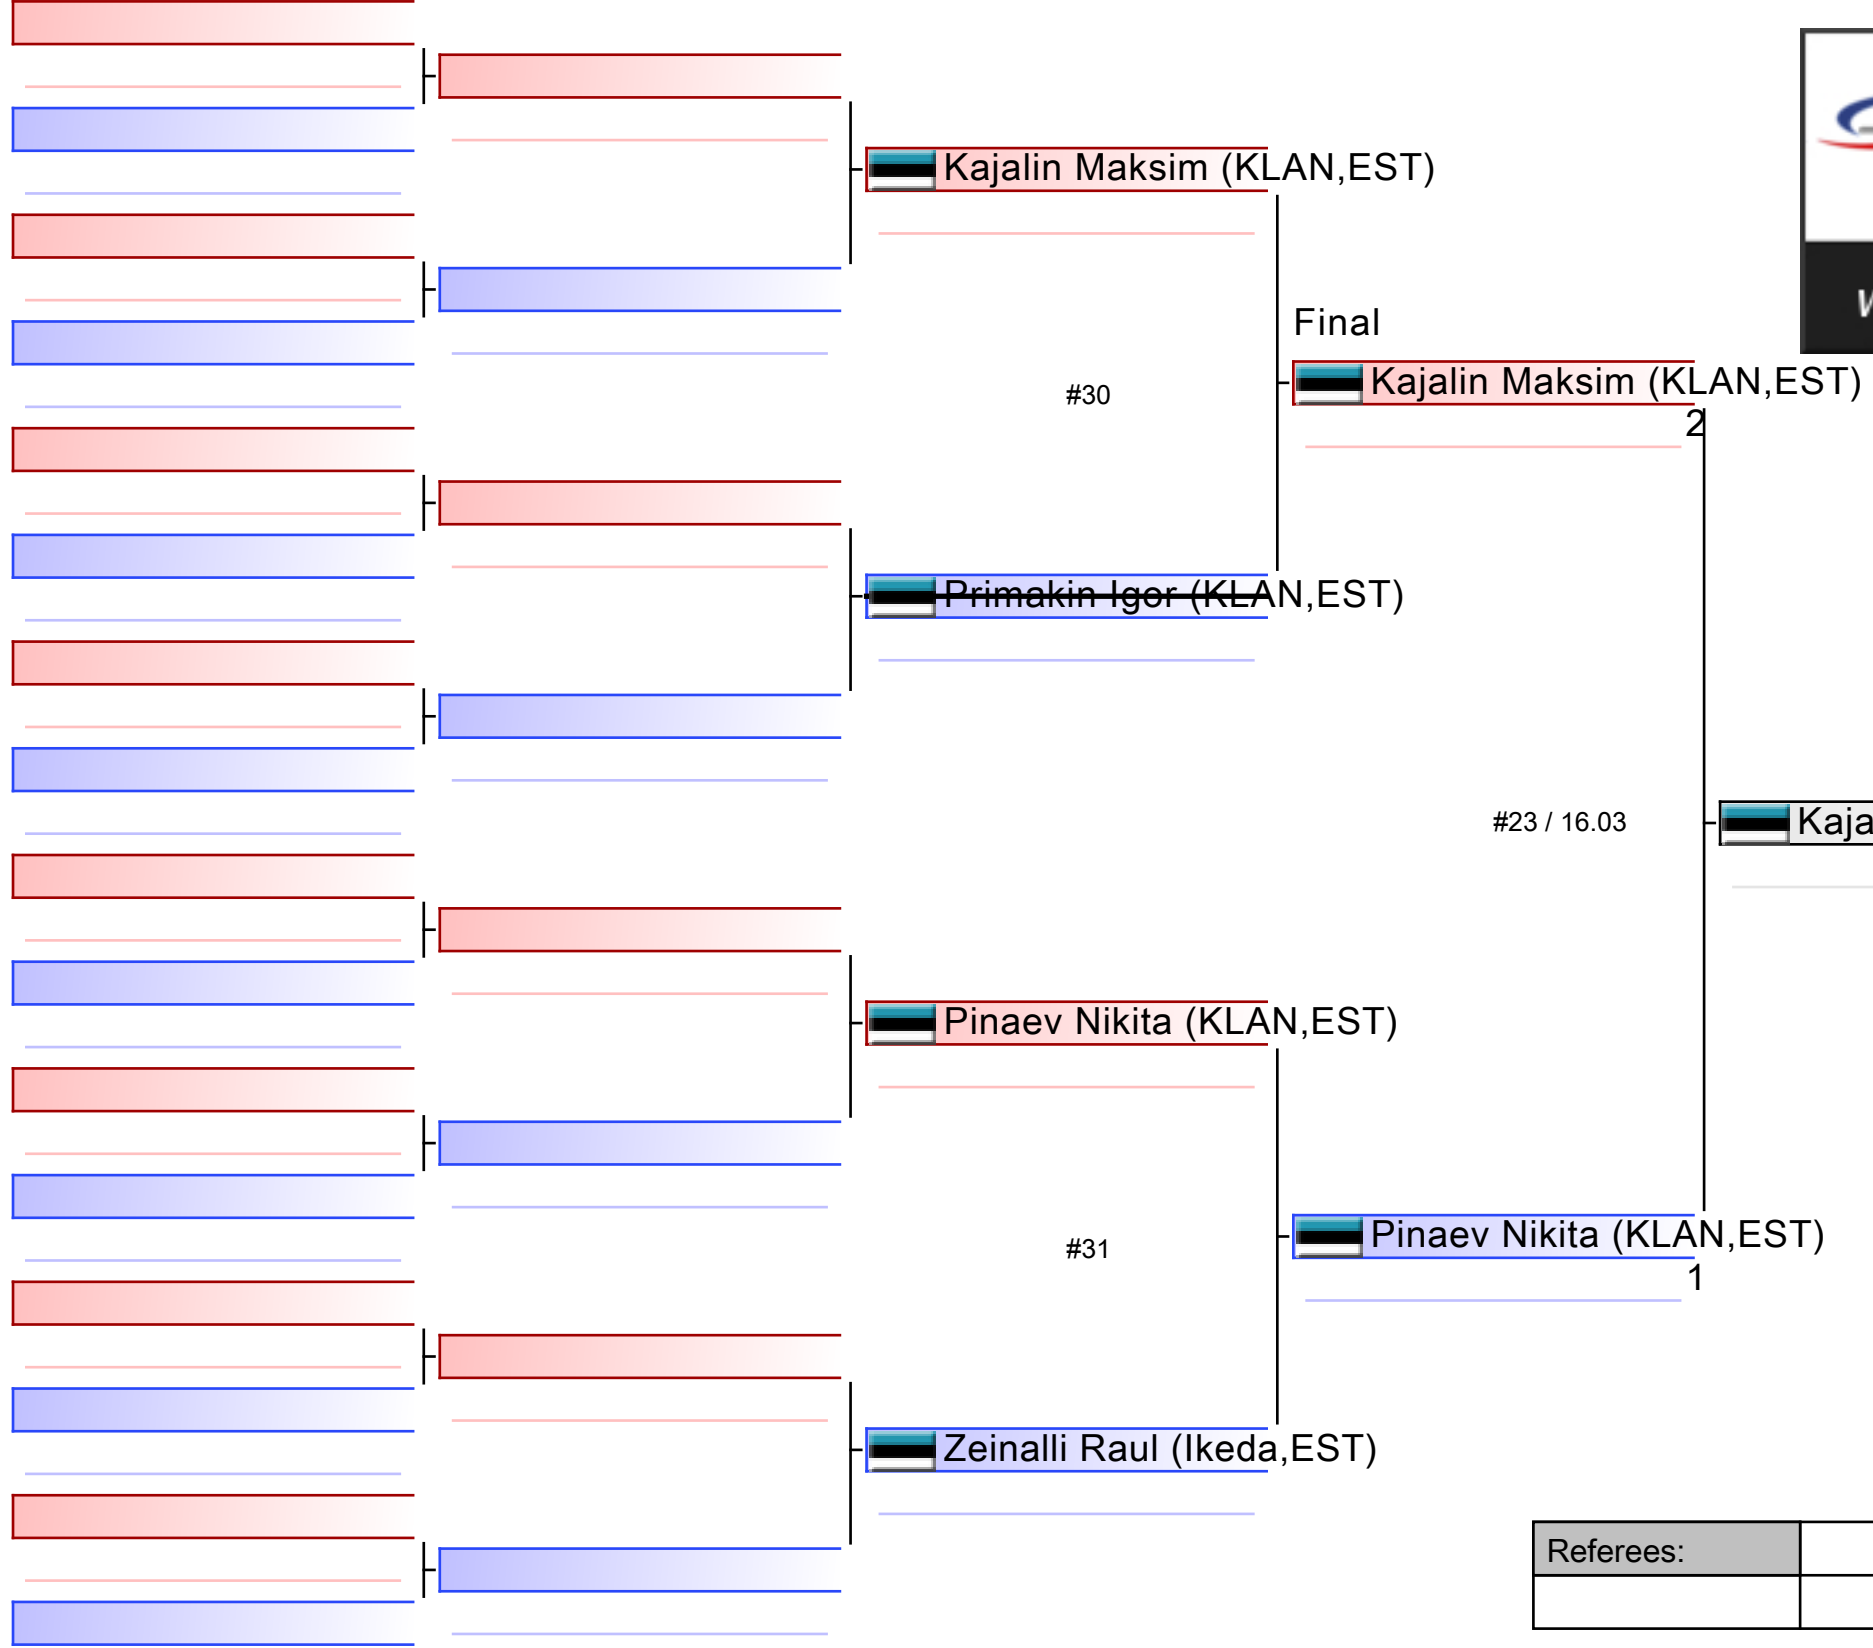 Kajalin Maksim (KLAN,EST)
Final
#30
Kajalin Maksim (KLAN,EST)
2
Primakin Igor (KLAN,EST)
#23 / 16.03
Kaja
Pinaev Nikita (KLAN,EST)
#31
Pinaev Nikita (KLAN,EST)
1
Zeinalli Raul (Ikeda,EST)
Referees: